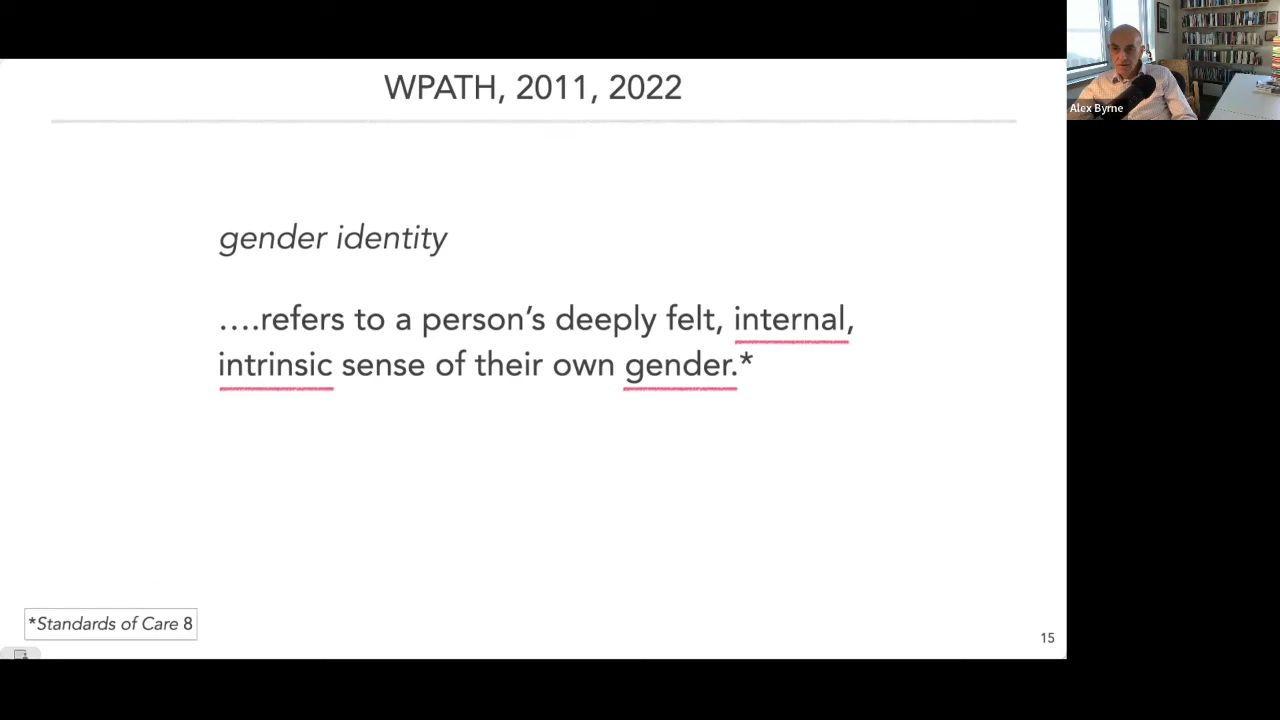 WPATH, 2011, 2022
Alex Byrne
gender identity
....refers to a person's deeply felt, internal,
intrinsic sense of their own gender.*
*Standards of Care 8
15